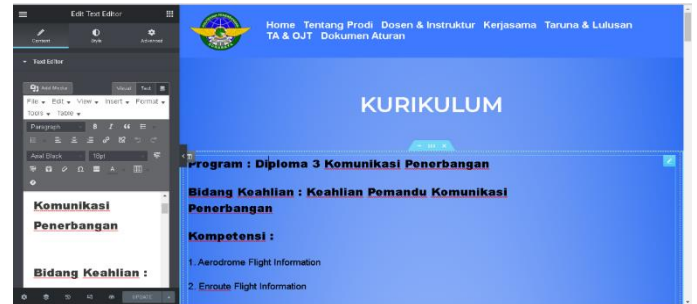 Edit Text Editor
Content Style Advanced
Text Editor
Add Media Visual Text
File Edit View Insert Format
Tools Table
Paragraph B I
Arial Black 18pt
Komunikasi
Penerbangan
Bidang Keahlian :
UPDATE
Home Tentang Prodi Dosen & Instruktur Kerjasama Taruna & Lulusan
TA & OJT Dokumen Aturan
KURIKULUM
Program : Diploma 3 Komunikasi Penerbangan
Bidang Keahlian : Keahlian Pemandu Komunikasi
Penerbangan
Kompetensi :
1. Aerodrome Flight Information
2. Enroute Flight Information